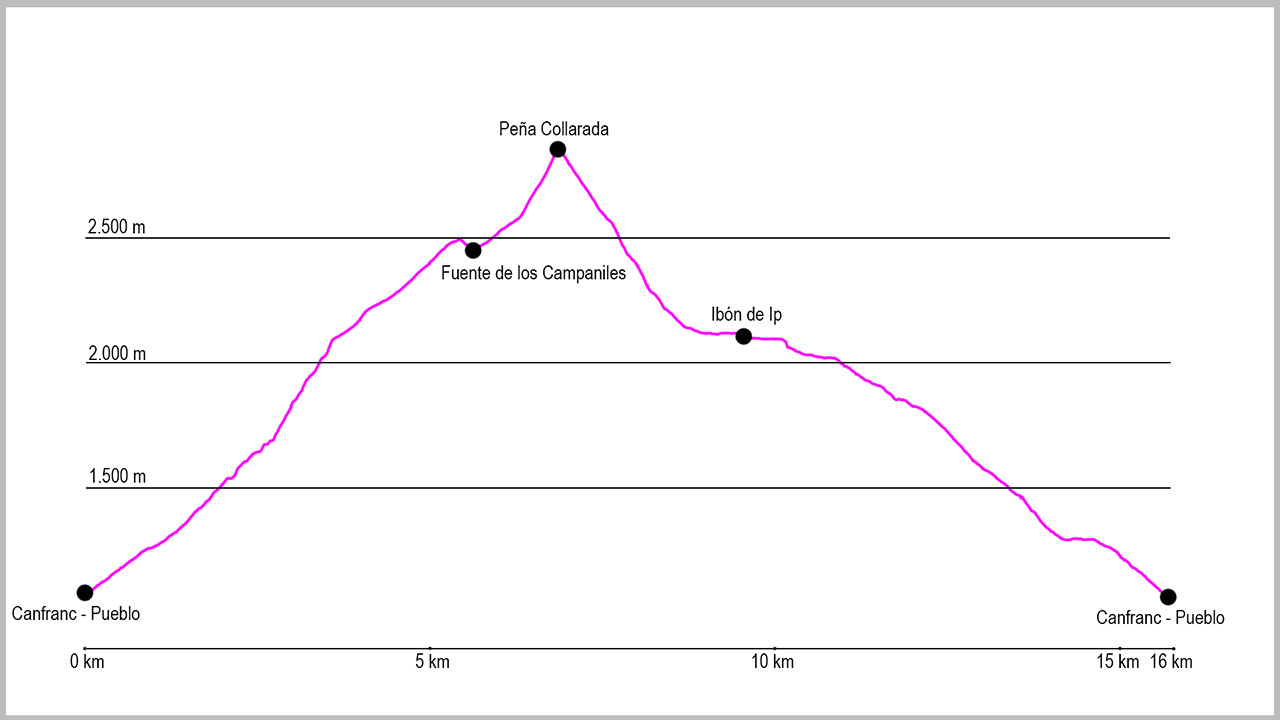 Peña Collarada
2.500 m
Fuente de los Campaniles
Ibón de Ip
2.000 m
1.500 m
Canfranc - Pueblo
Canfranc - Pueblo
0 km
5 km
10 km
15 km
16 km